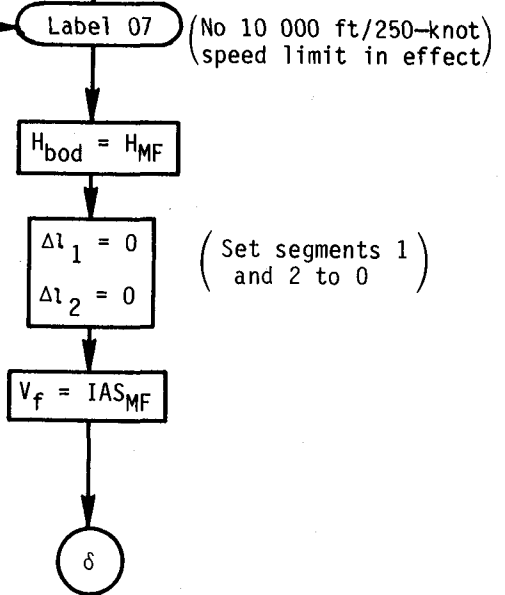 Label 07
(No 10 000 ft/250-knot
speed limit in effect)
H_bod = H_MF
Δl_1 = 0
Δl_2 = 0
(Set segments 1
and 2 to 0)
V_f = IAS_MF
δ